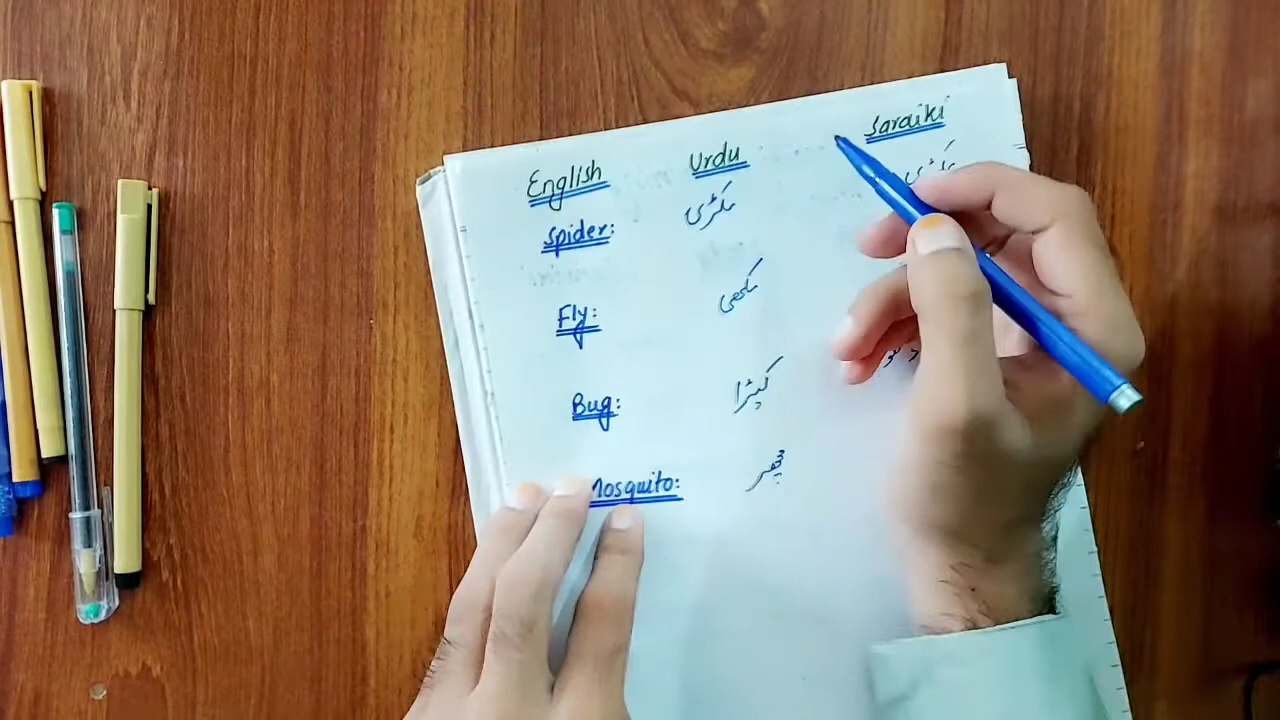 English Urdu Saraiki
Spider: مکڑی
Fly: مکھی
Bug: کیڑا
Mosquito: مچھر